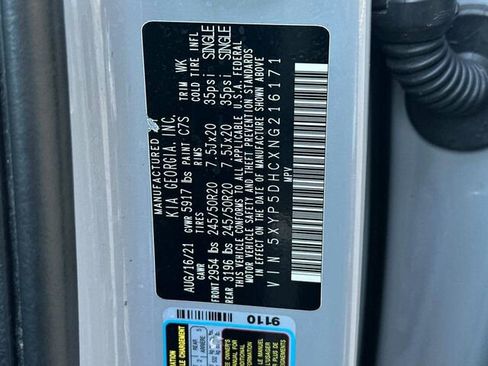 MANUFACTURED BY
KIA GEORGIA, INC.
AUG/16/21 GVWR 5917 lbs PAINT C7S TRIM WK
GAWR TIRES RIMS COLD TIRE INFL
FRONT 2954 lbs 245/50R20 7.5Jx20 35psi SINGLE
REAR 3196 lbs 245/50R20 7.5Jx20 35psi SINGLE
THIS VEHICLE CONFORMS TO ALL APPLICABLE U.S.A FEDERAL
MOTOR VEHICLE SAFETY AND THEFT PREVENTION STANDARDS
IN EFFECT ON THE DATE OF MANUFACTURE SHOWN ABOVE
VIN 5XYP5DHCXNG216171
MPV
9110
REAR
ARRIÈRE